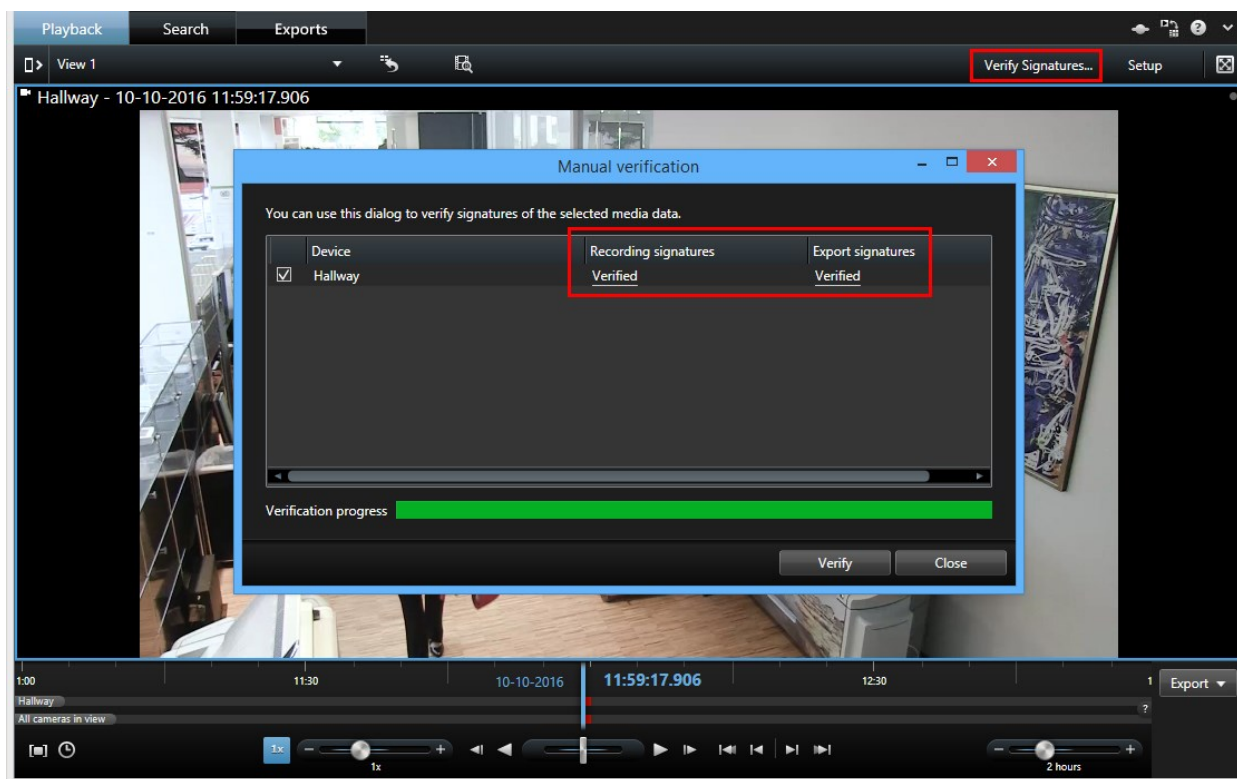 Playback Search Exports
View 1 Verify Signatures... Setup
Hallway - 10-10-2016 11:59:17.906
Manual verification
You can use this dialog to verify signatures of the selected media data.
Device Recording signatures Export signatures
Hallway Verified Verified
Verification progress
Verify Close
1:00 11:30 10-10-2016 11:59:17.906 12:30 1 Export
Hallway
?
All cameras in view
1x
1x 2 hours